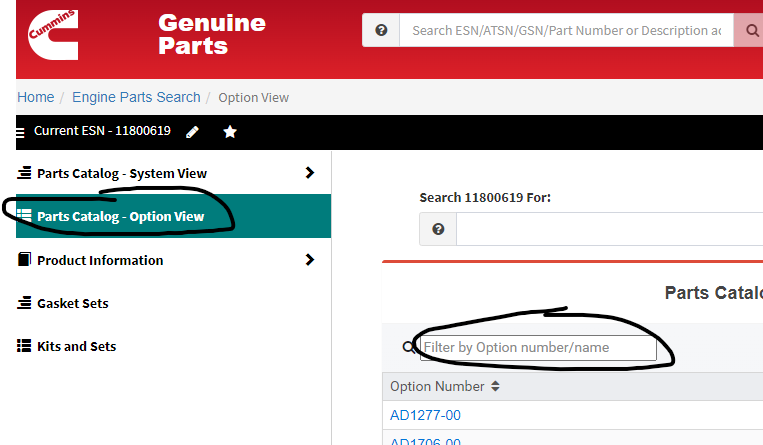 Cummins
Genuine
Parts
Search ESN/ATSN/GSN/Part Number or Description
Home / Engine Parts Search / Option View
Current ESN - 11800619
Parts Catalog - System View
Parts Catalog - Option View
Product Information
Gasket Sets
Kits and Sets
Search 11800619 For:
Parts
Filter by Option number/name
Option Number
AD1277-00
AD1706-00